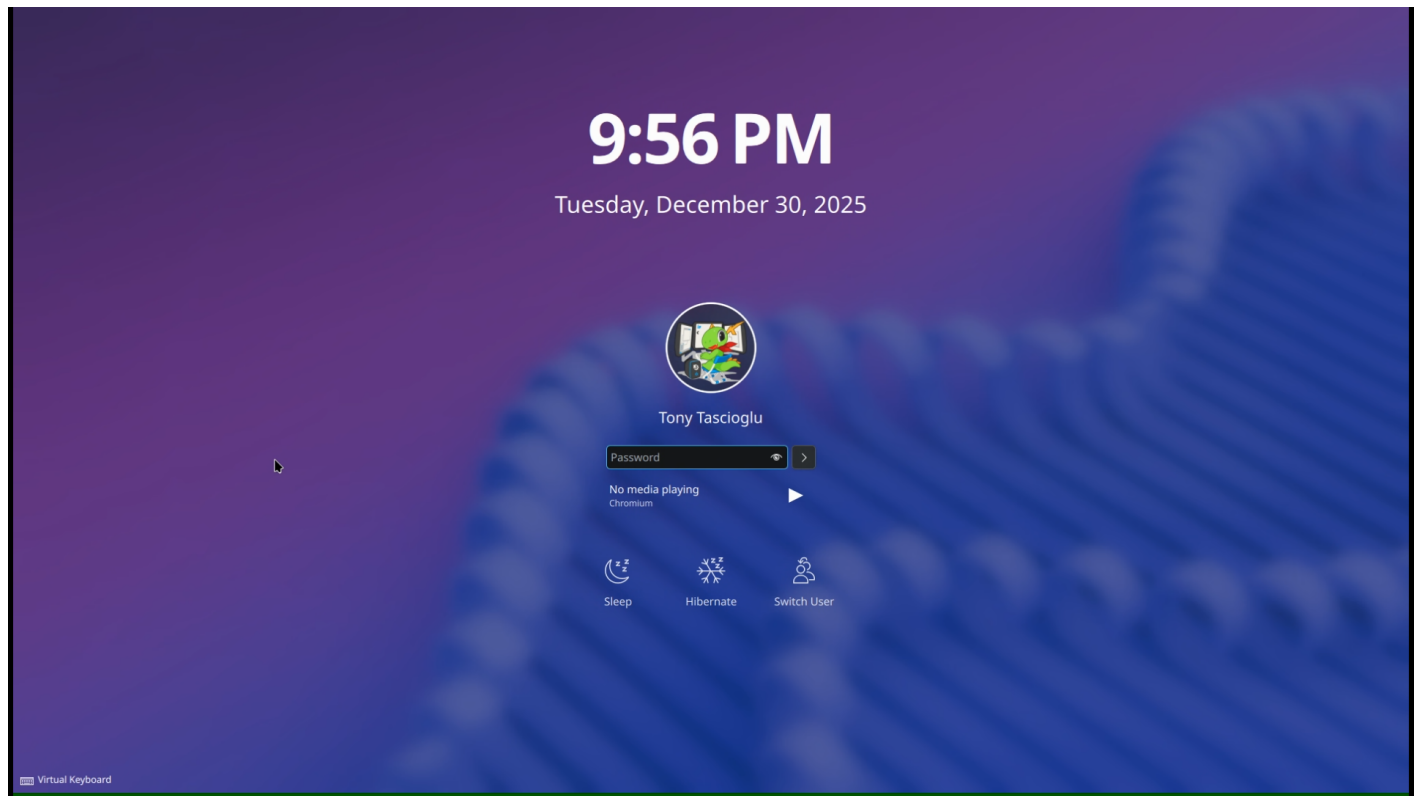 9:56 PM
Tuesday, December 30, 2025
Tony Tascioglu
Password
No media playing
Chromium
Sleep
Hibernate
Switch User
Virtual Keyboard